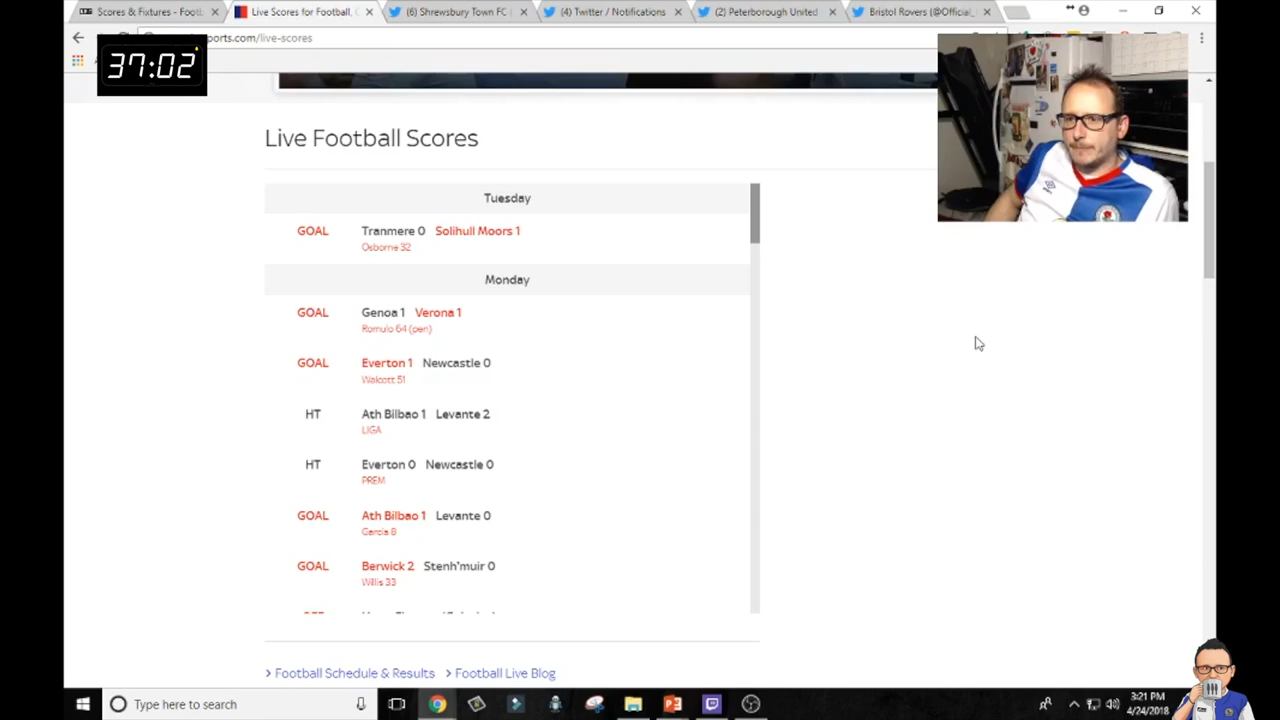 Scores & Fixtures - Footb
Live Scores for Football, C
(6) Shrewsbury Town FC (
(4) Twitter / Notifications
(2) Peterborough United
Bristol Rovers (@Official_
ports.com/live-scores
37:02
Live Football Scores
Tuesday
GOAL Tranmere 0 Solihull Moors 1
Osborne 32
Monday
GOAL Genoa 1 Verona 1
Romulo 64 (pen)
GOAL Everton 1 Newcastle 0
Walcott 51
HT Ath Bilbao 1 Levante 2
LIGA
HT Everton 0 Newcastle 0
PREM
GOAL Ath Bilbao 1 Levante 0
Garcia 8
GOAL Berwick 2 Stenh'muir 0
Willis 33
> Football Schedule & Results > Football Live Blog
Type here to search
3:21 PM
4/24/2018